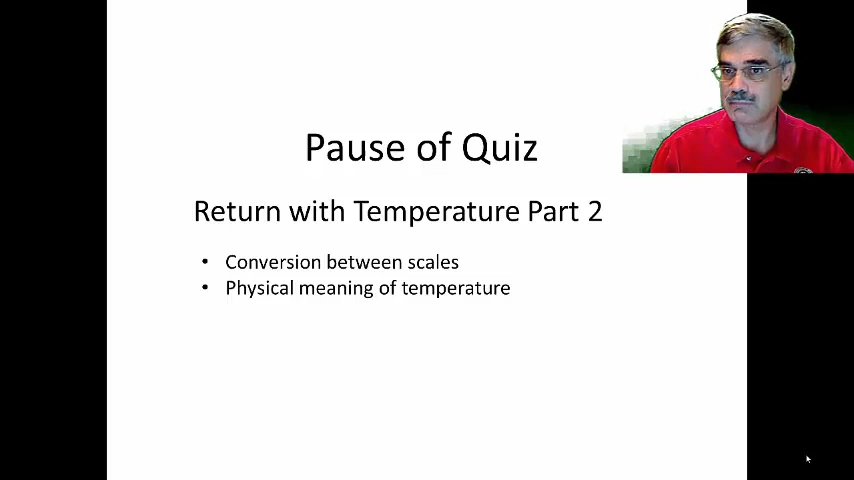 Pause of Quiz
Return with Temperature Part 2
• Conversion between scales
• Physical meaning of temperature